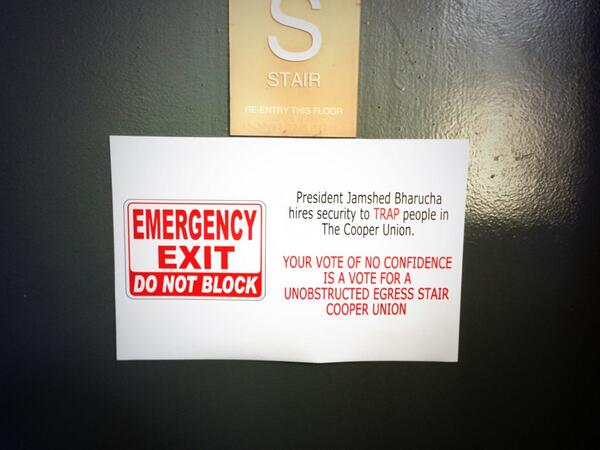 S
STAIR
RE-ENTRY THIS FLOOR
EMERGENCY
EXIT
DO NOT BLOCK
President Jamshed Bharucha
hires security to TRAP people in
The Cooper Union.
YOUR VOTE OF NO CONFIDENCE
IS A VOTE FOR A
UNOBSTRUCTED EGRESS STAIR
COOPER UNION